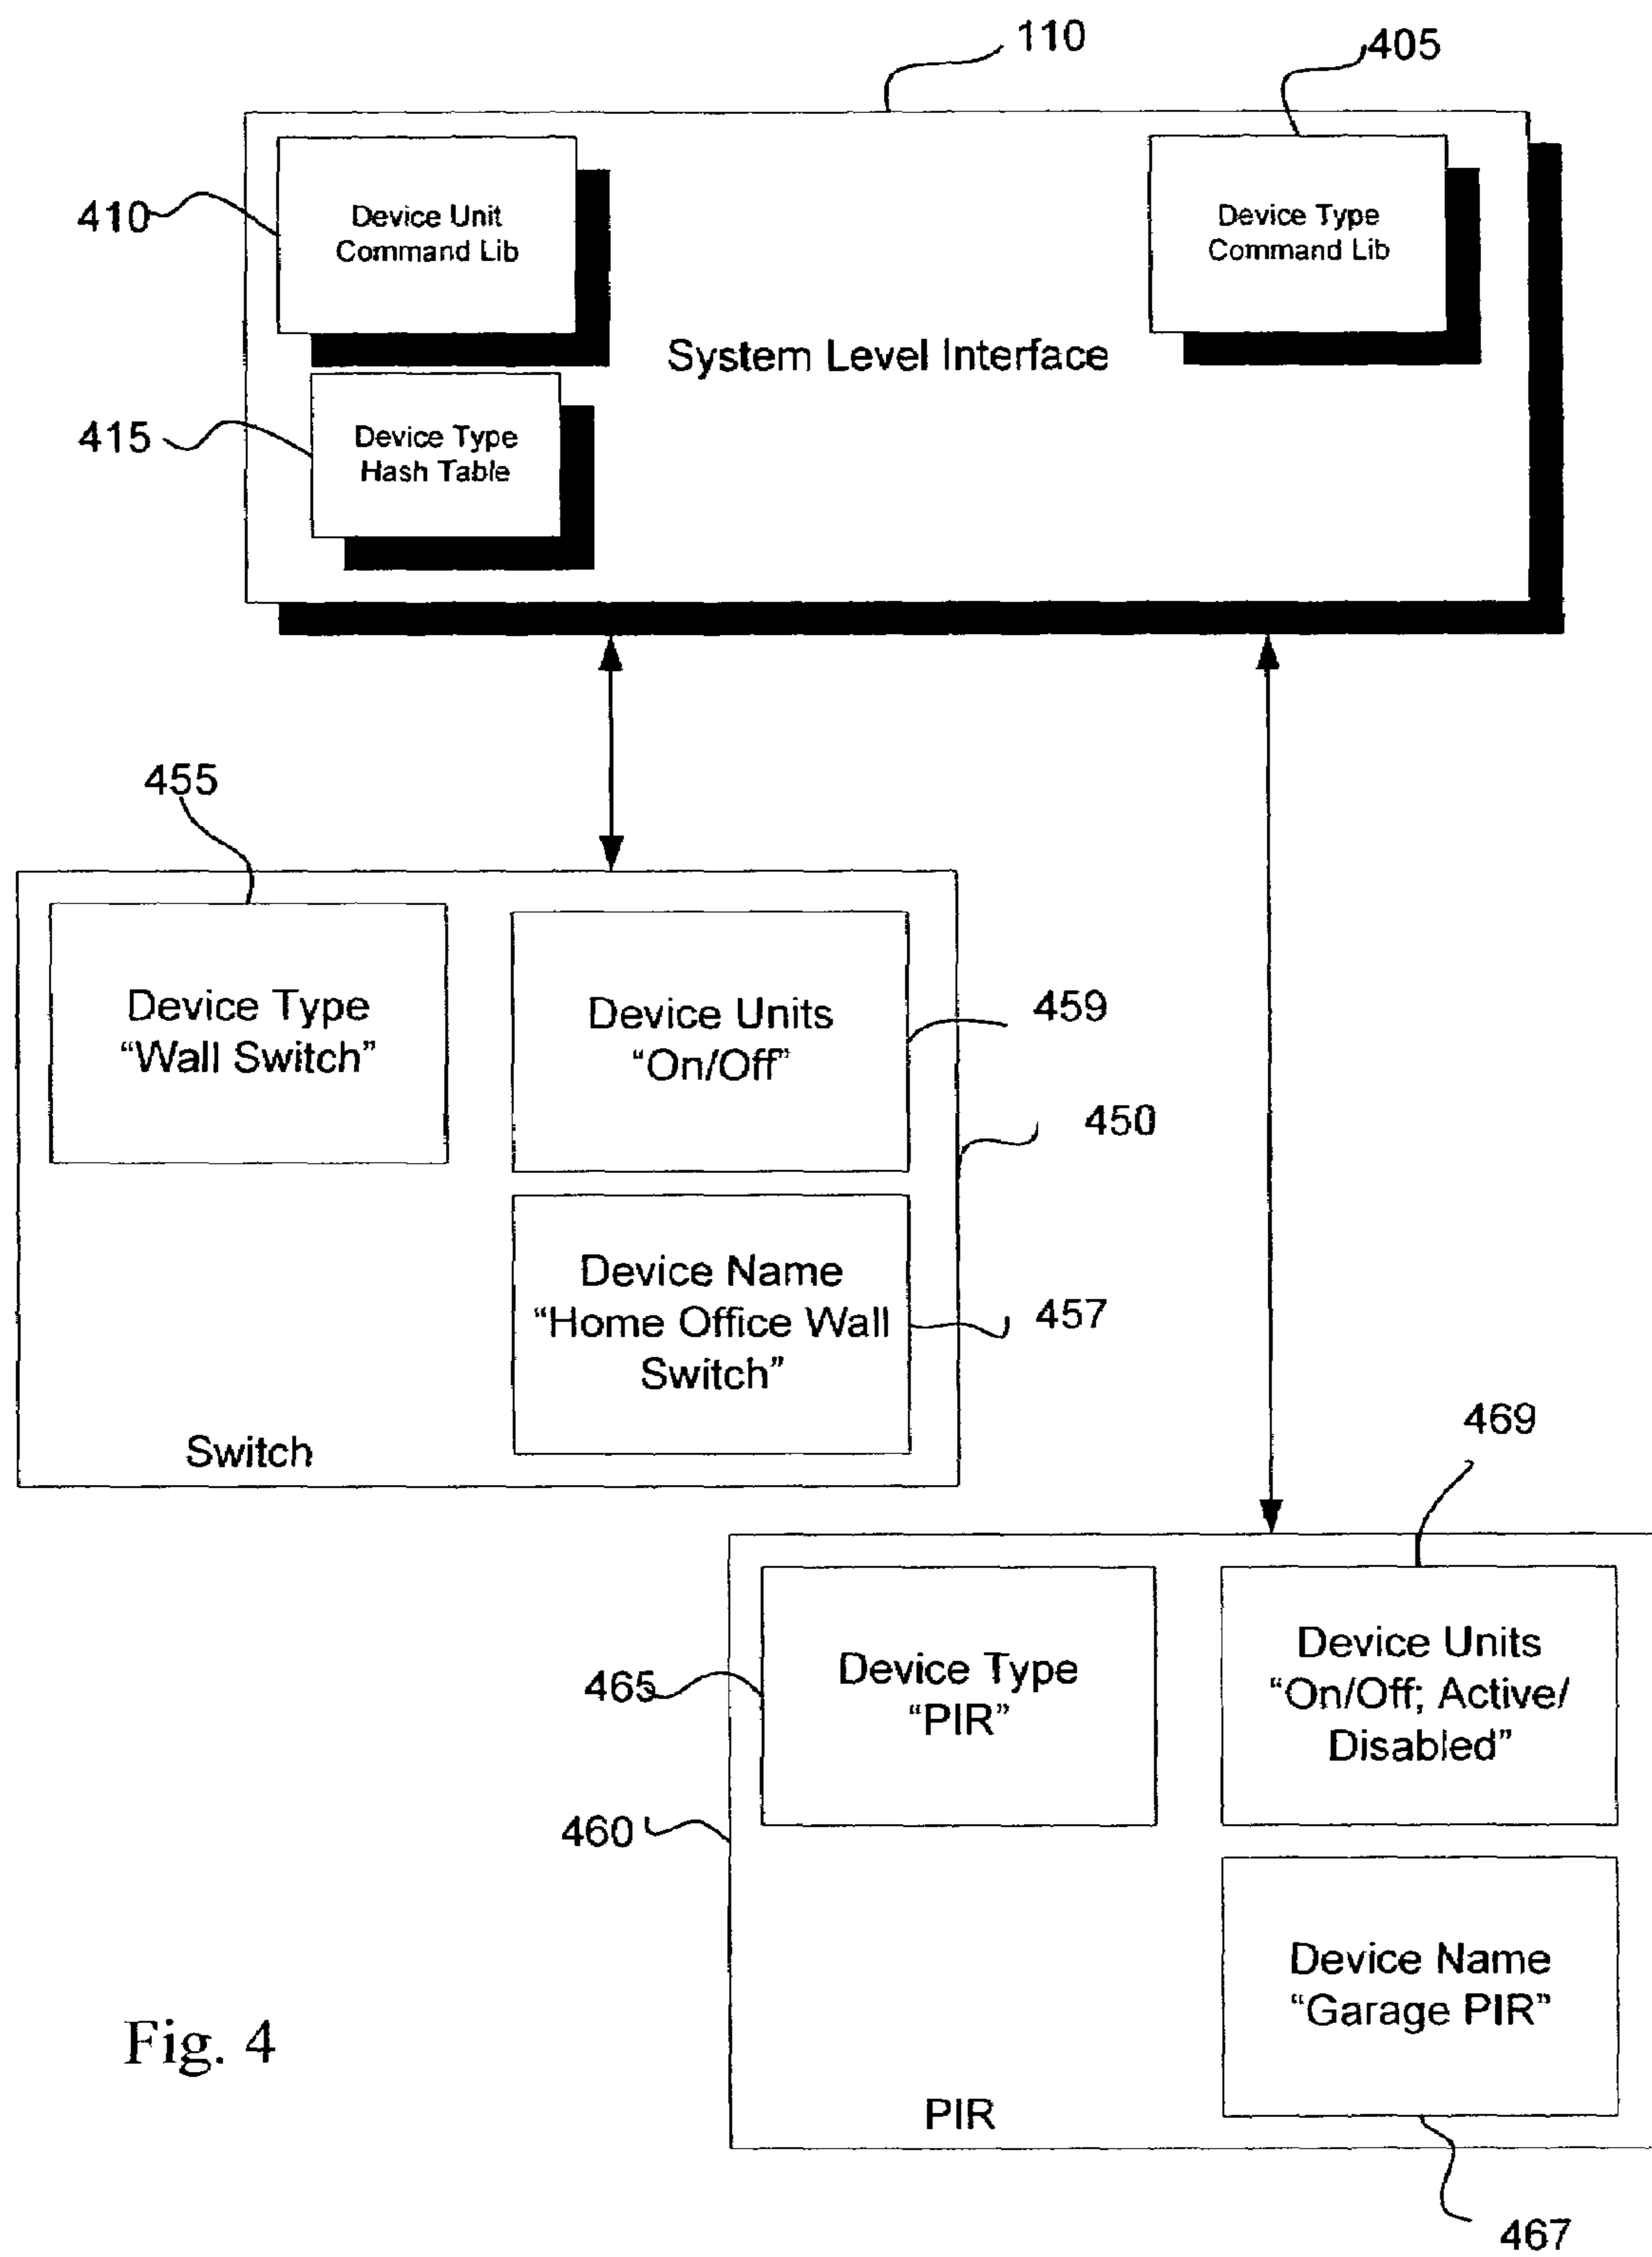 110
405
410
Device Unit
Command Lib
Device Type
Command Lib
System Level Interface
415
Device Type
Hash Table
455
Device Type
“Wall Switch”
Device Units
“On/Off”
459
450
Device Name
“Home Office Wall
Switch”
457
Switch
469
465
Device Type
“PIR”
Device Units
“On/Off; Active/
Disabled”
460
Device Name
“Garage PIR”
Fig. 4
PIR
467